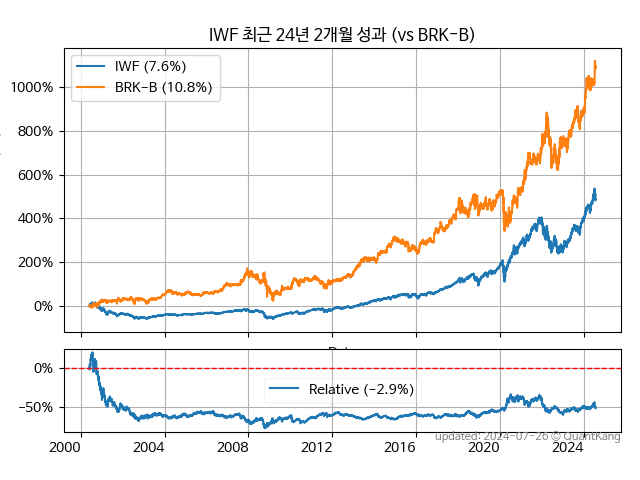 IWF 최근 24년 2개월 성과 (vs BRK-B)
IWF (7.6%)
BRK-B (10.8%)
1000%
800%
600%
400%
200%
0%
0%
Relative (-2.9%)
-50%
2000 2004 2008 2012 2016 2020 2024
updated: 2024-07-26 © QuantKang